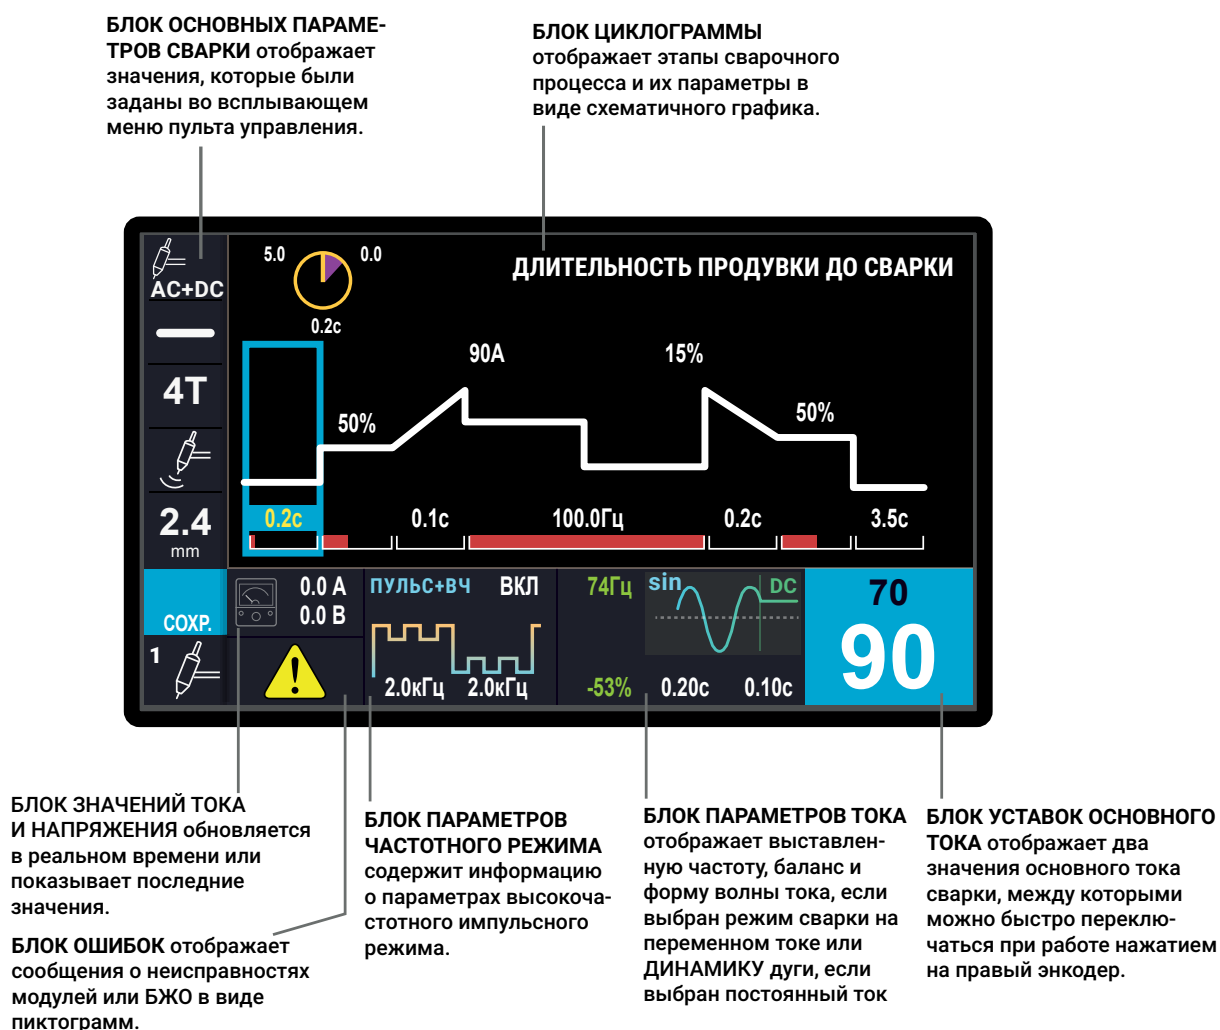 БЛОК ОСНОВНЫХ ПАРАМЕ-
ТРОВ СВАРКИ отображает
значения, которые были
заданы во всплывающем
меню пульта управления.
БЛОК ЦИКЛОГРАММЫ
отображает этапы сварочного
процесса и их параметры в
виде схематичного графика.
AC+DC
4T
2.4
mm
СОХР.
1
5.0
0.0
0.2с
ДЛИТЕЛЬНОСТЬ ПРОДУВКИ ДО СВАРКИ
90А
15%
50%
50%
0.2с
0.1с
100.0Гц
0.2с
3.5с
0.0 А
0.0 В
ПУЛЬС+ВЧ ВКЛ
2.0кГц 2.0кГц
74Гц
sin
DC
-53% 0.20с 0.10с
70
90
БЛОК ЗНАЧЕНИЙ ТОКА
И НАПРЯЖЕНИЯ обновляется
в реальном времени или
показывает последние
значения.
БЛОК ОШИБОК отображает
сообщения о неисправностях
модулей или БЖО в виде
пиктограмм.
БЛОК ПАРАМЕТРОВ
ЧАСТОТНОГО РЕЖИМА
содержит информацию
о параметрах высокоча-
стотного импульсного
режима.
БЛОК ПАРАМЕТРОВ ТОКА
отображает выставлен-
ную частоту, баланс и
форму волны тока, если
выбран режим сварки на
переменном токе или
ДИНАМИКУ дуги, если
выбран постоянный ток
БЛОК УСТАВОК ОСНОВНОГО
ТОКА отображает два
значения основного тока
сварки, между которыми
можно быстро переклю-
чаться при работе нажатием
на правый энкодер.